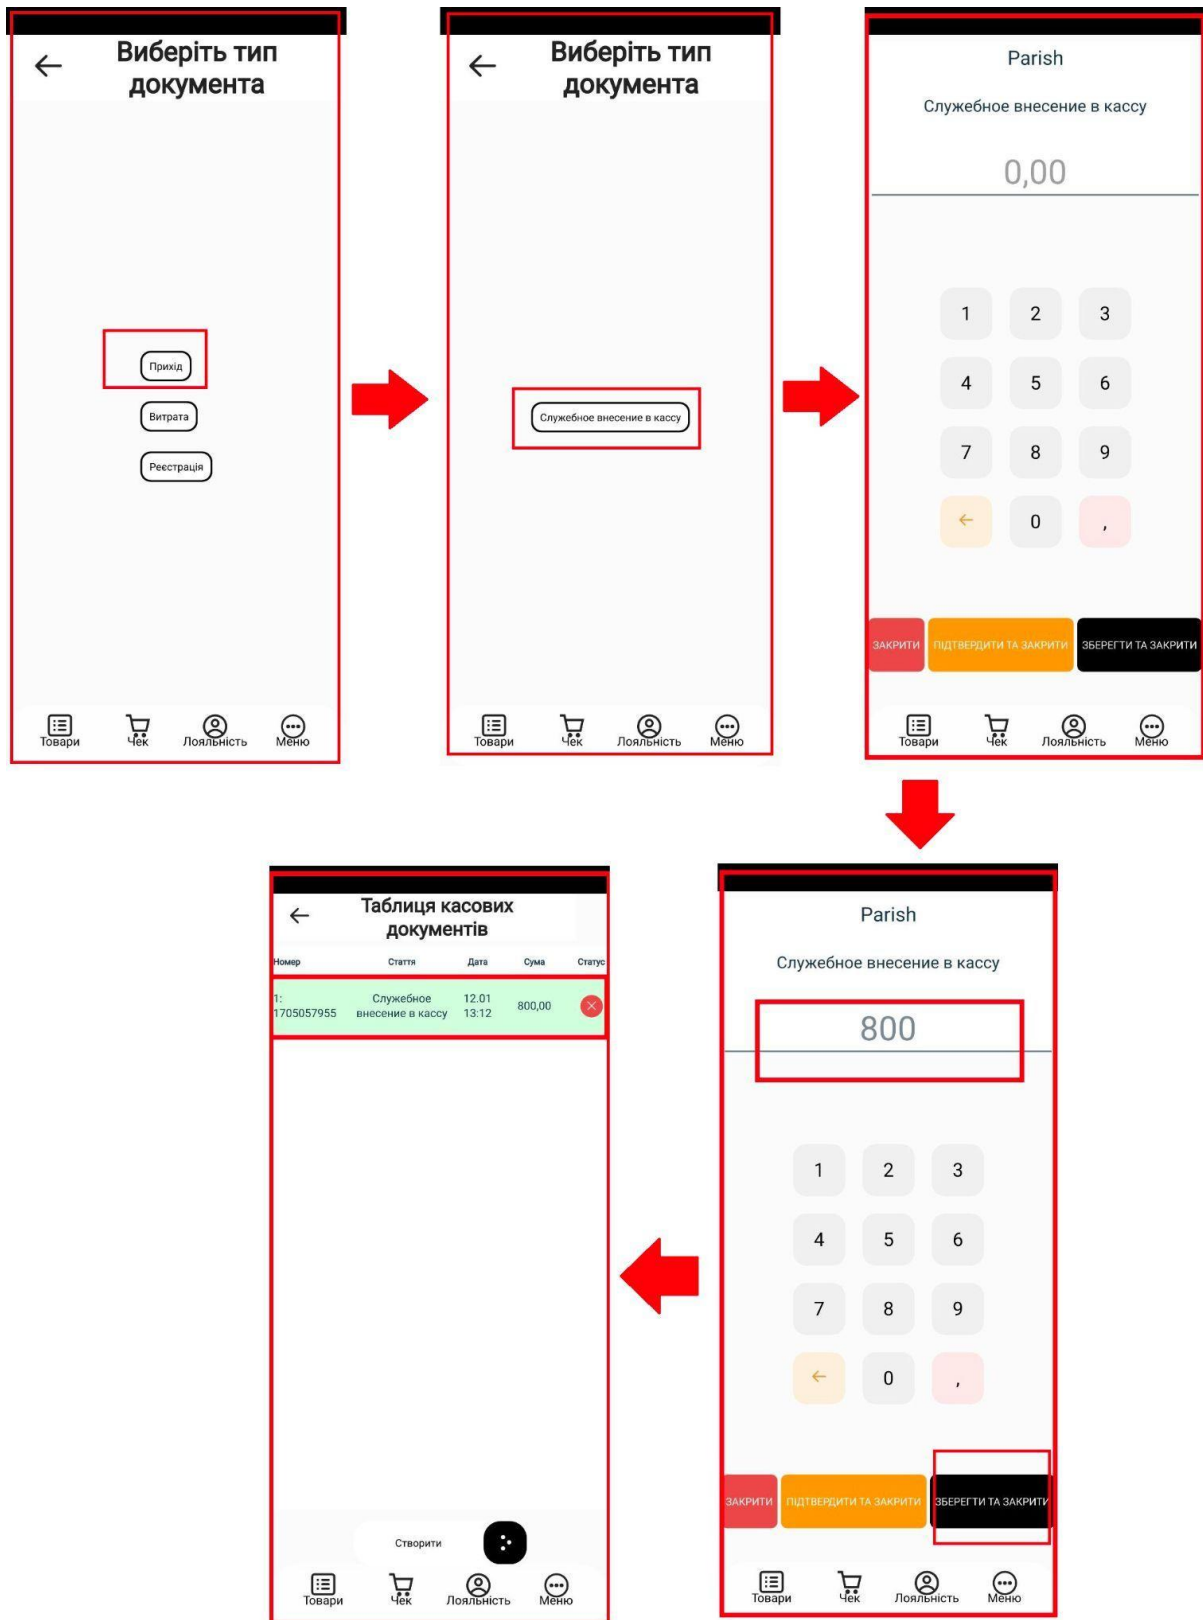 Виберіть тип
документа
Прихід
Витрата
Реєстрація
Товари
Чек
Лояльність
Меню
Виберіть тип
документа
Служебное внесение в кассу
Товари
Чек
Лояльність
Меню
Parish
Служебное внесение в кассу
0,00
1 2 3
4 5 6
7 8 9
0 ,
ЗАКРИТИ
ПІДТВЕРДИТИ ТА ЗАКРИТИ
ЗБЕРЕГТИ ТА ЗАКРИТИ
Товари
Чек
Лояльність
Меню
Parish
Служебное внесение в кассу
800
1 2 3
4 5 6
7 8 9
0 ,
ЗАКРИТИ
ПІДТВЕРДИТИ ТА ЗАКРИТИ
ЗБЕРЕГТИ ТА ЗАКРИТИ
Товари
Чек
Лояльність
Меню
Таблиця касових
документів
Номер Стаття Дата Сума Статус
1:
1705057955
Служебное
внесение в кассу
12.01
13:12
800,00
Створити
Товари
Чек
Лояльність
Меню